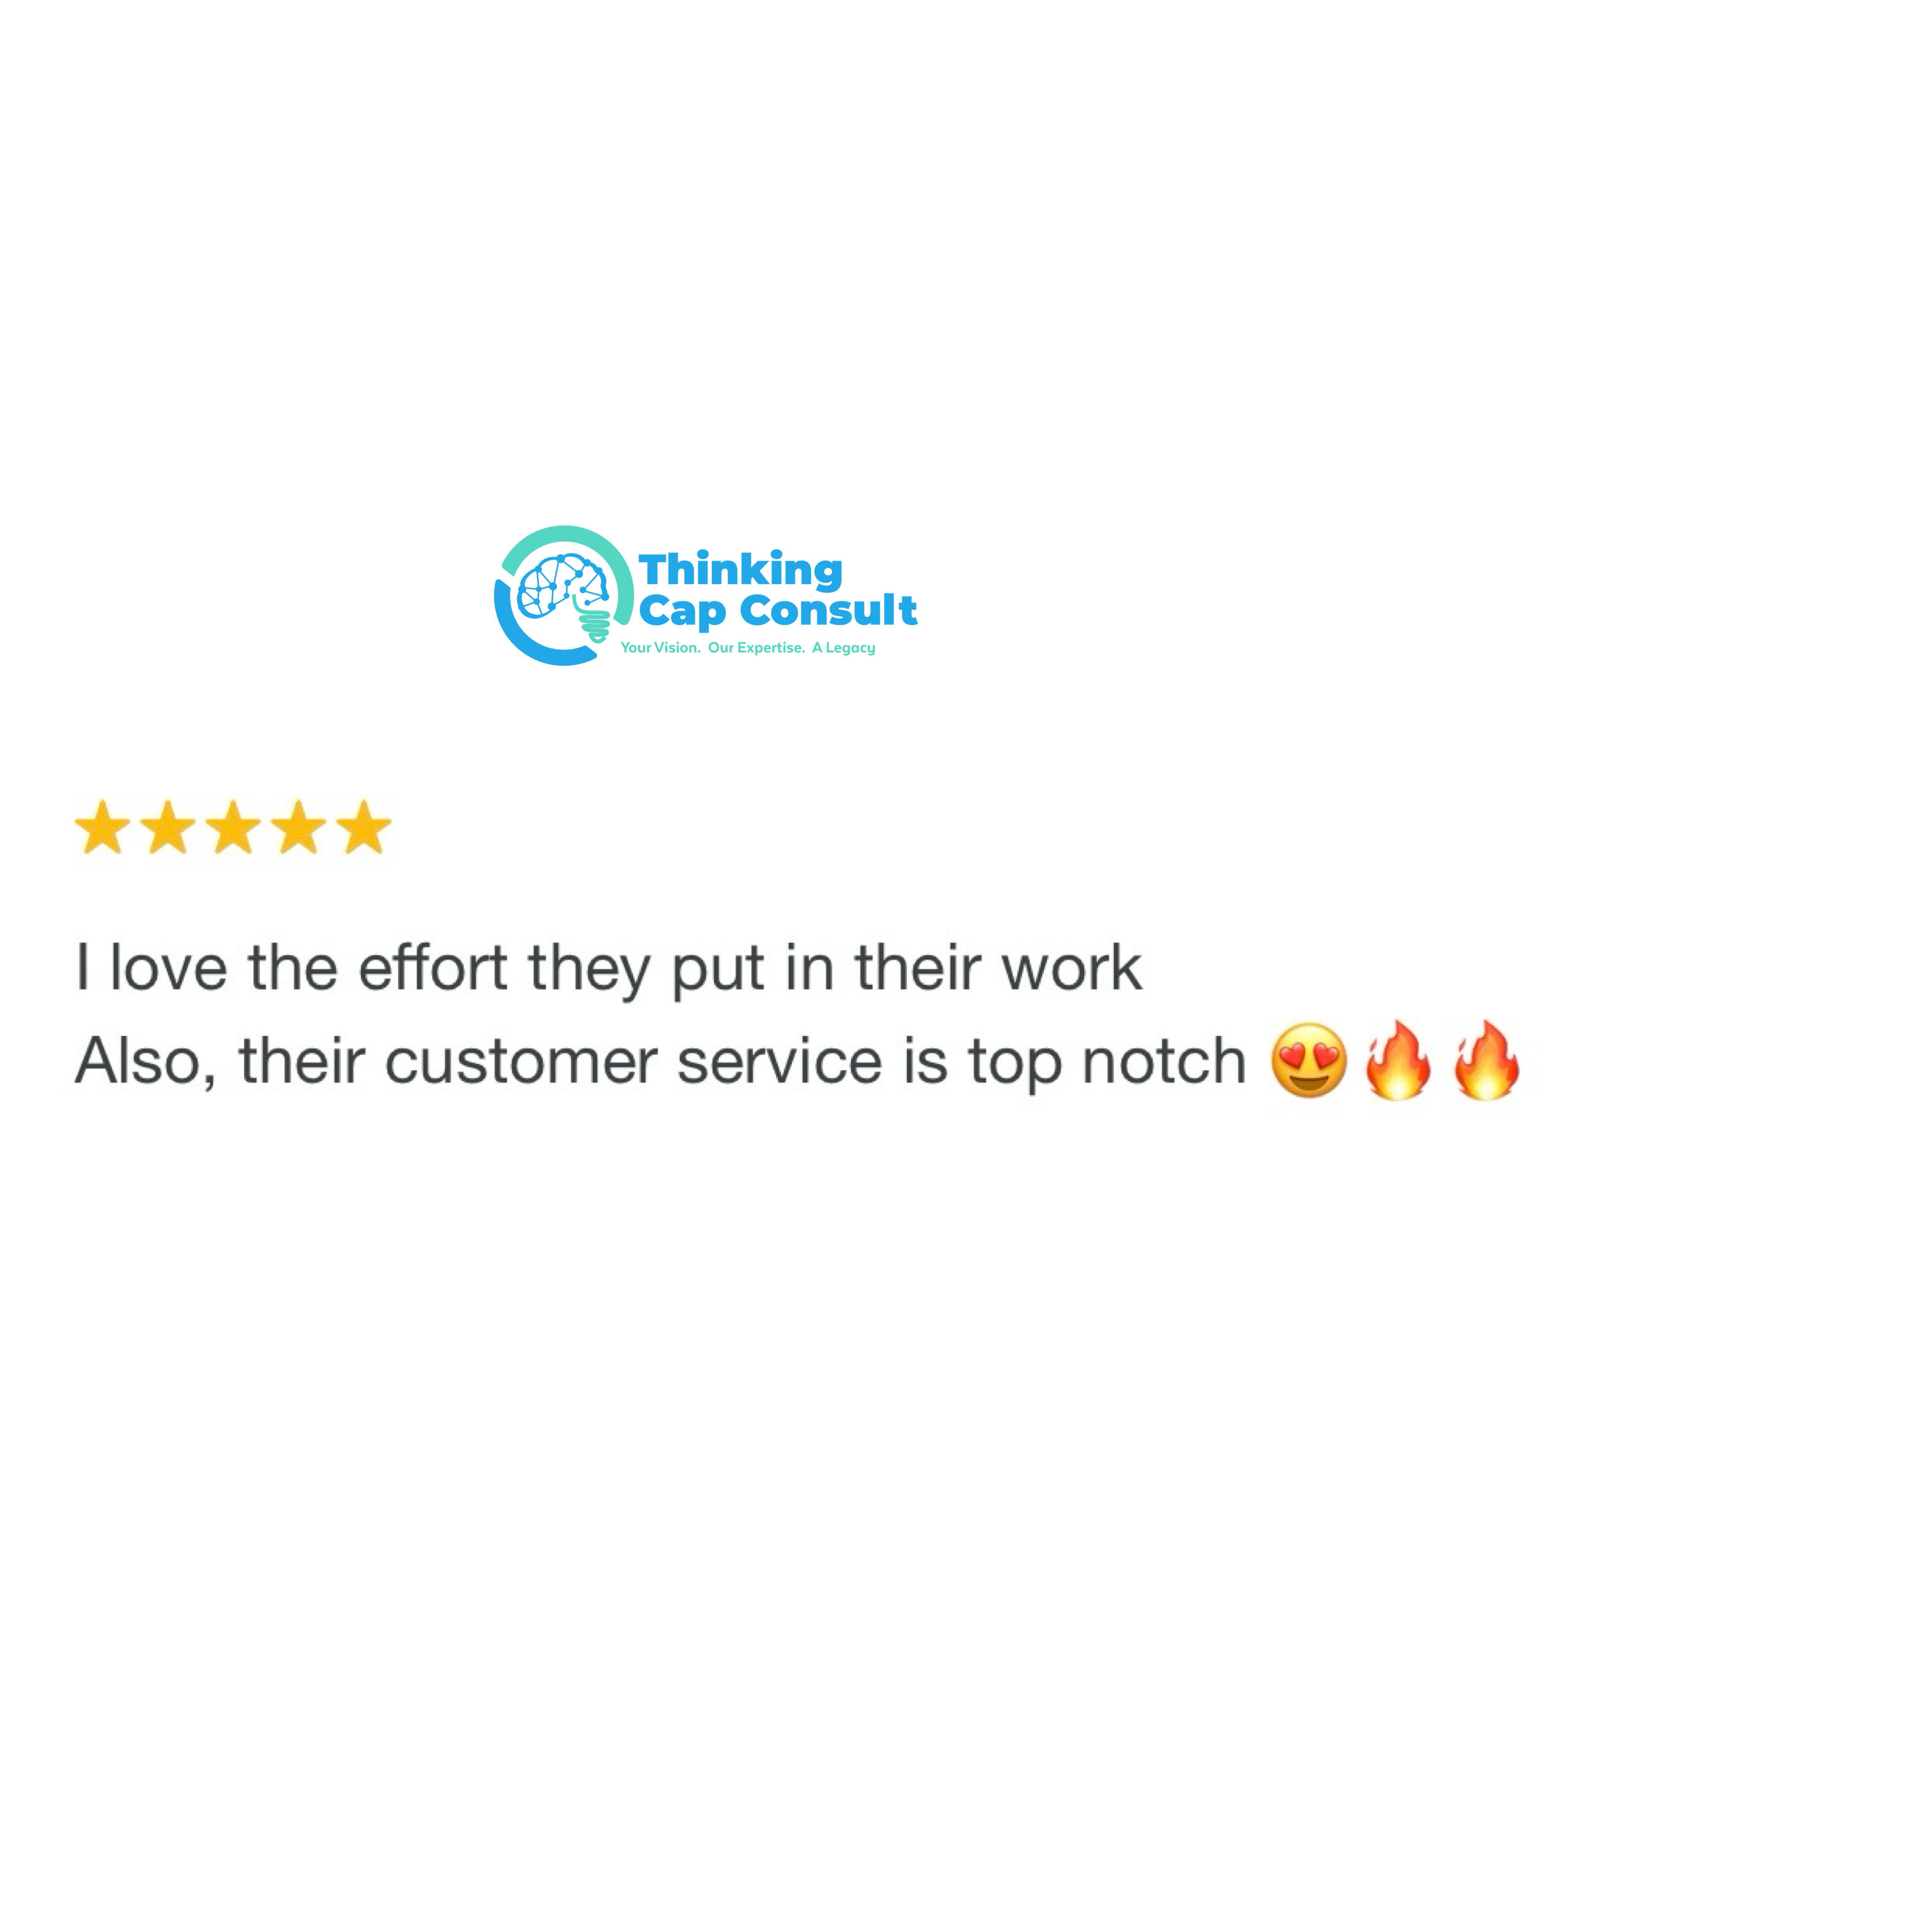 Thinking
Cap Consult
Your Vision. Our Expertise. A Legacy
I love the effort they put in their work
Also, their customer service is top notch 😍🔥🔥